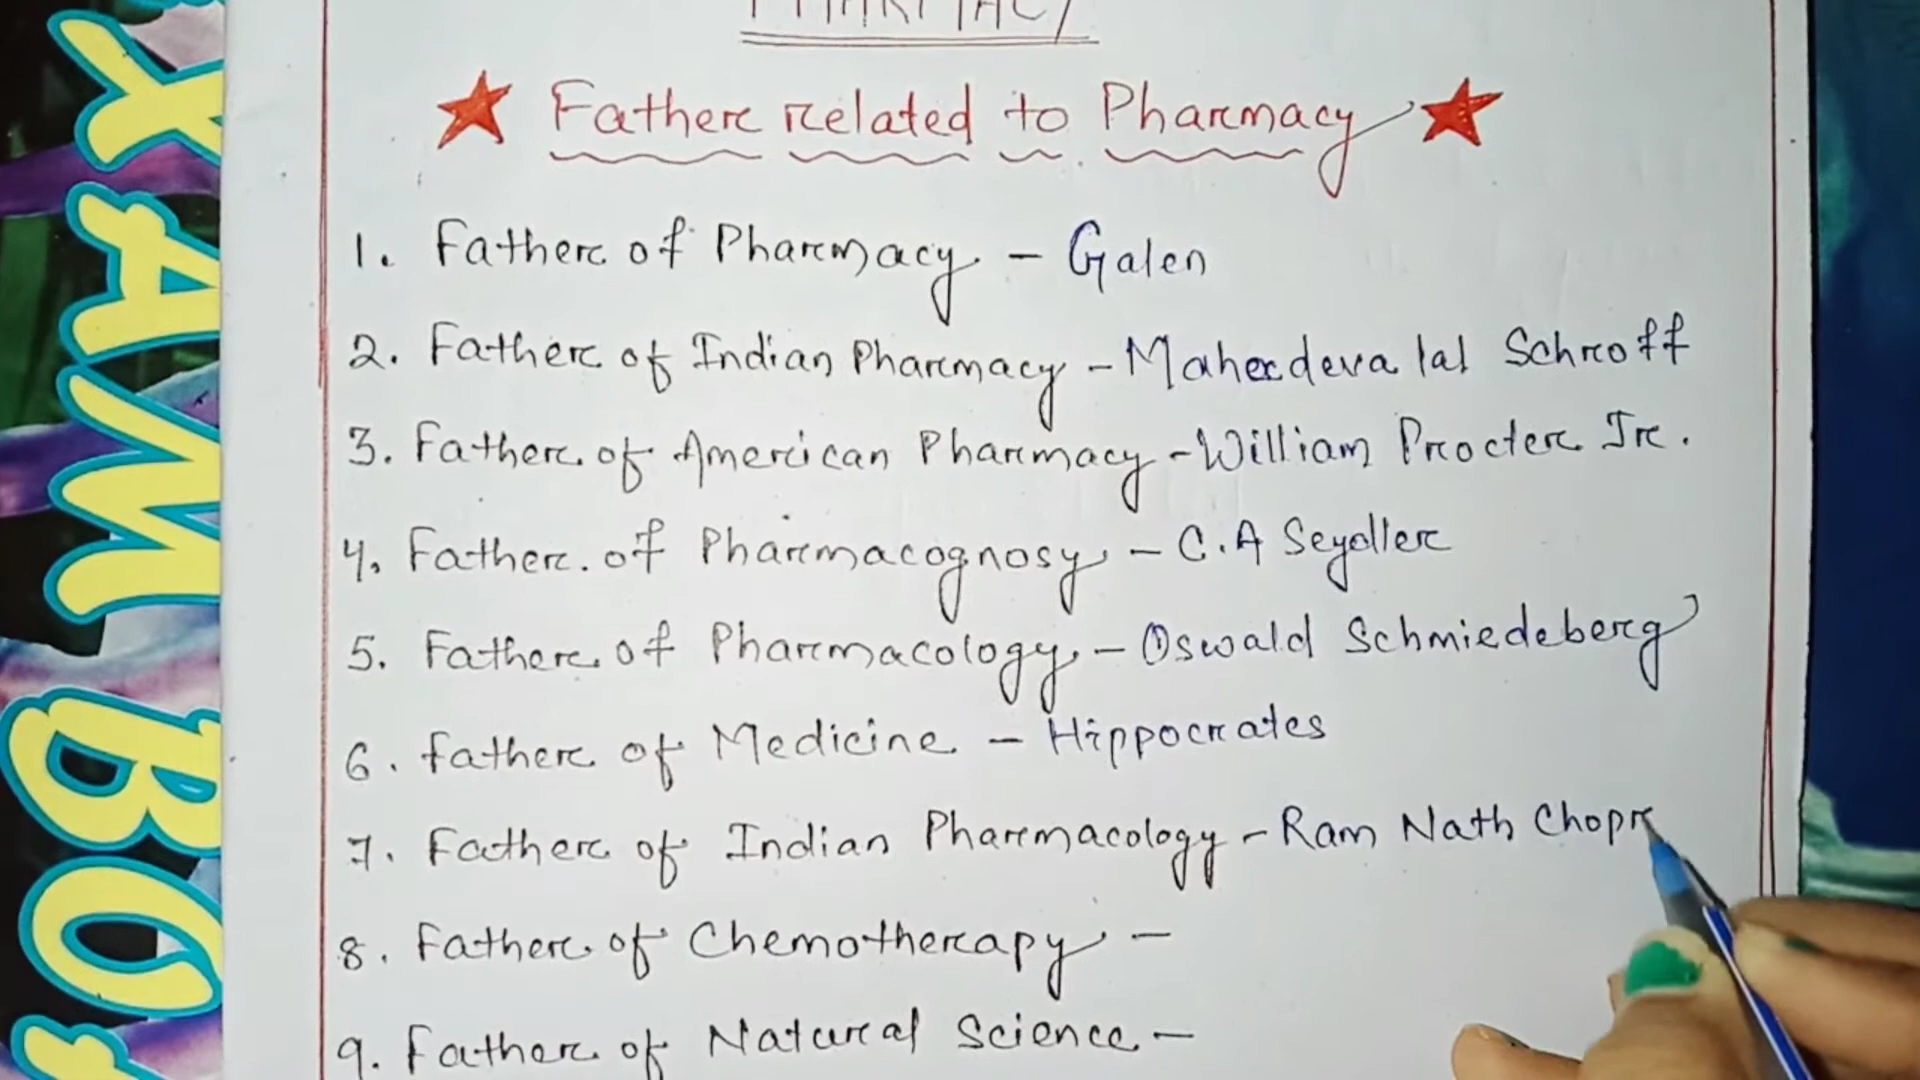 PHARMACY
Father related to Pharmacy
1. Father of Pharmacy - Galen
2. Father of Indian Pharmacy - Mahadeva lal Schroff
3. Father of American Pharmacy - William Procter Jr.
4. Father of Pharmacognosy - C.A Seydler
5. Father of Pharmacology - Oswald Schmiedeberg
6. Father of Medicine - Hippocrates
7. Father of Indian Pharmacology - Ram Nath Chopr
8. Father of Chemotherapy -
9. Father of Natural Science -